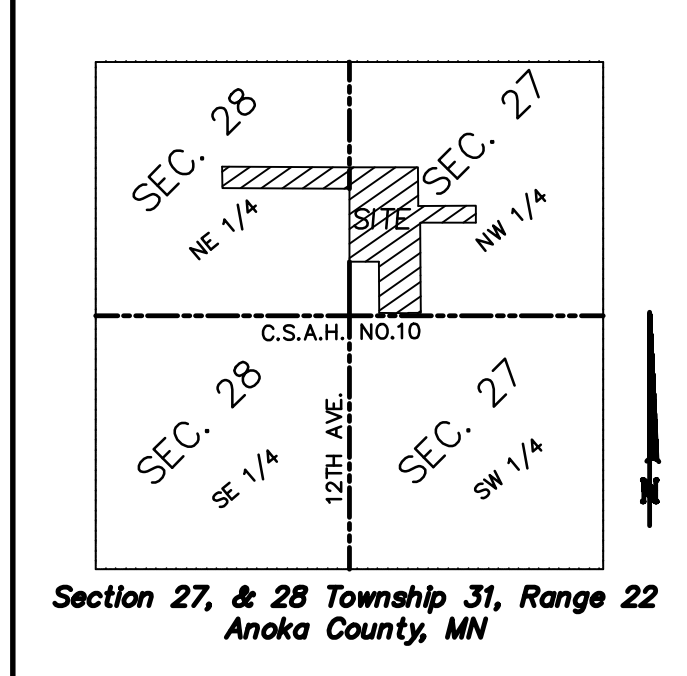 SEC. 28
NE 1/4
SEC. 27
NW 1/4
SITE
C.S.A.H. NO.10
12TH AVE.
SEC. 28
SE 1/4
SEC. 27
SW 1/4
N
Section 27, & 28 Township 31, Range 22
Anoka County, MN